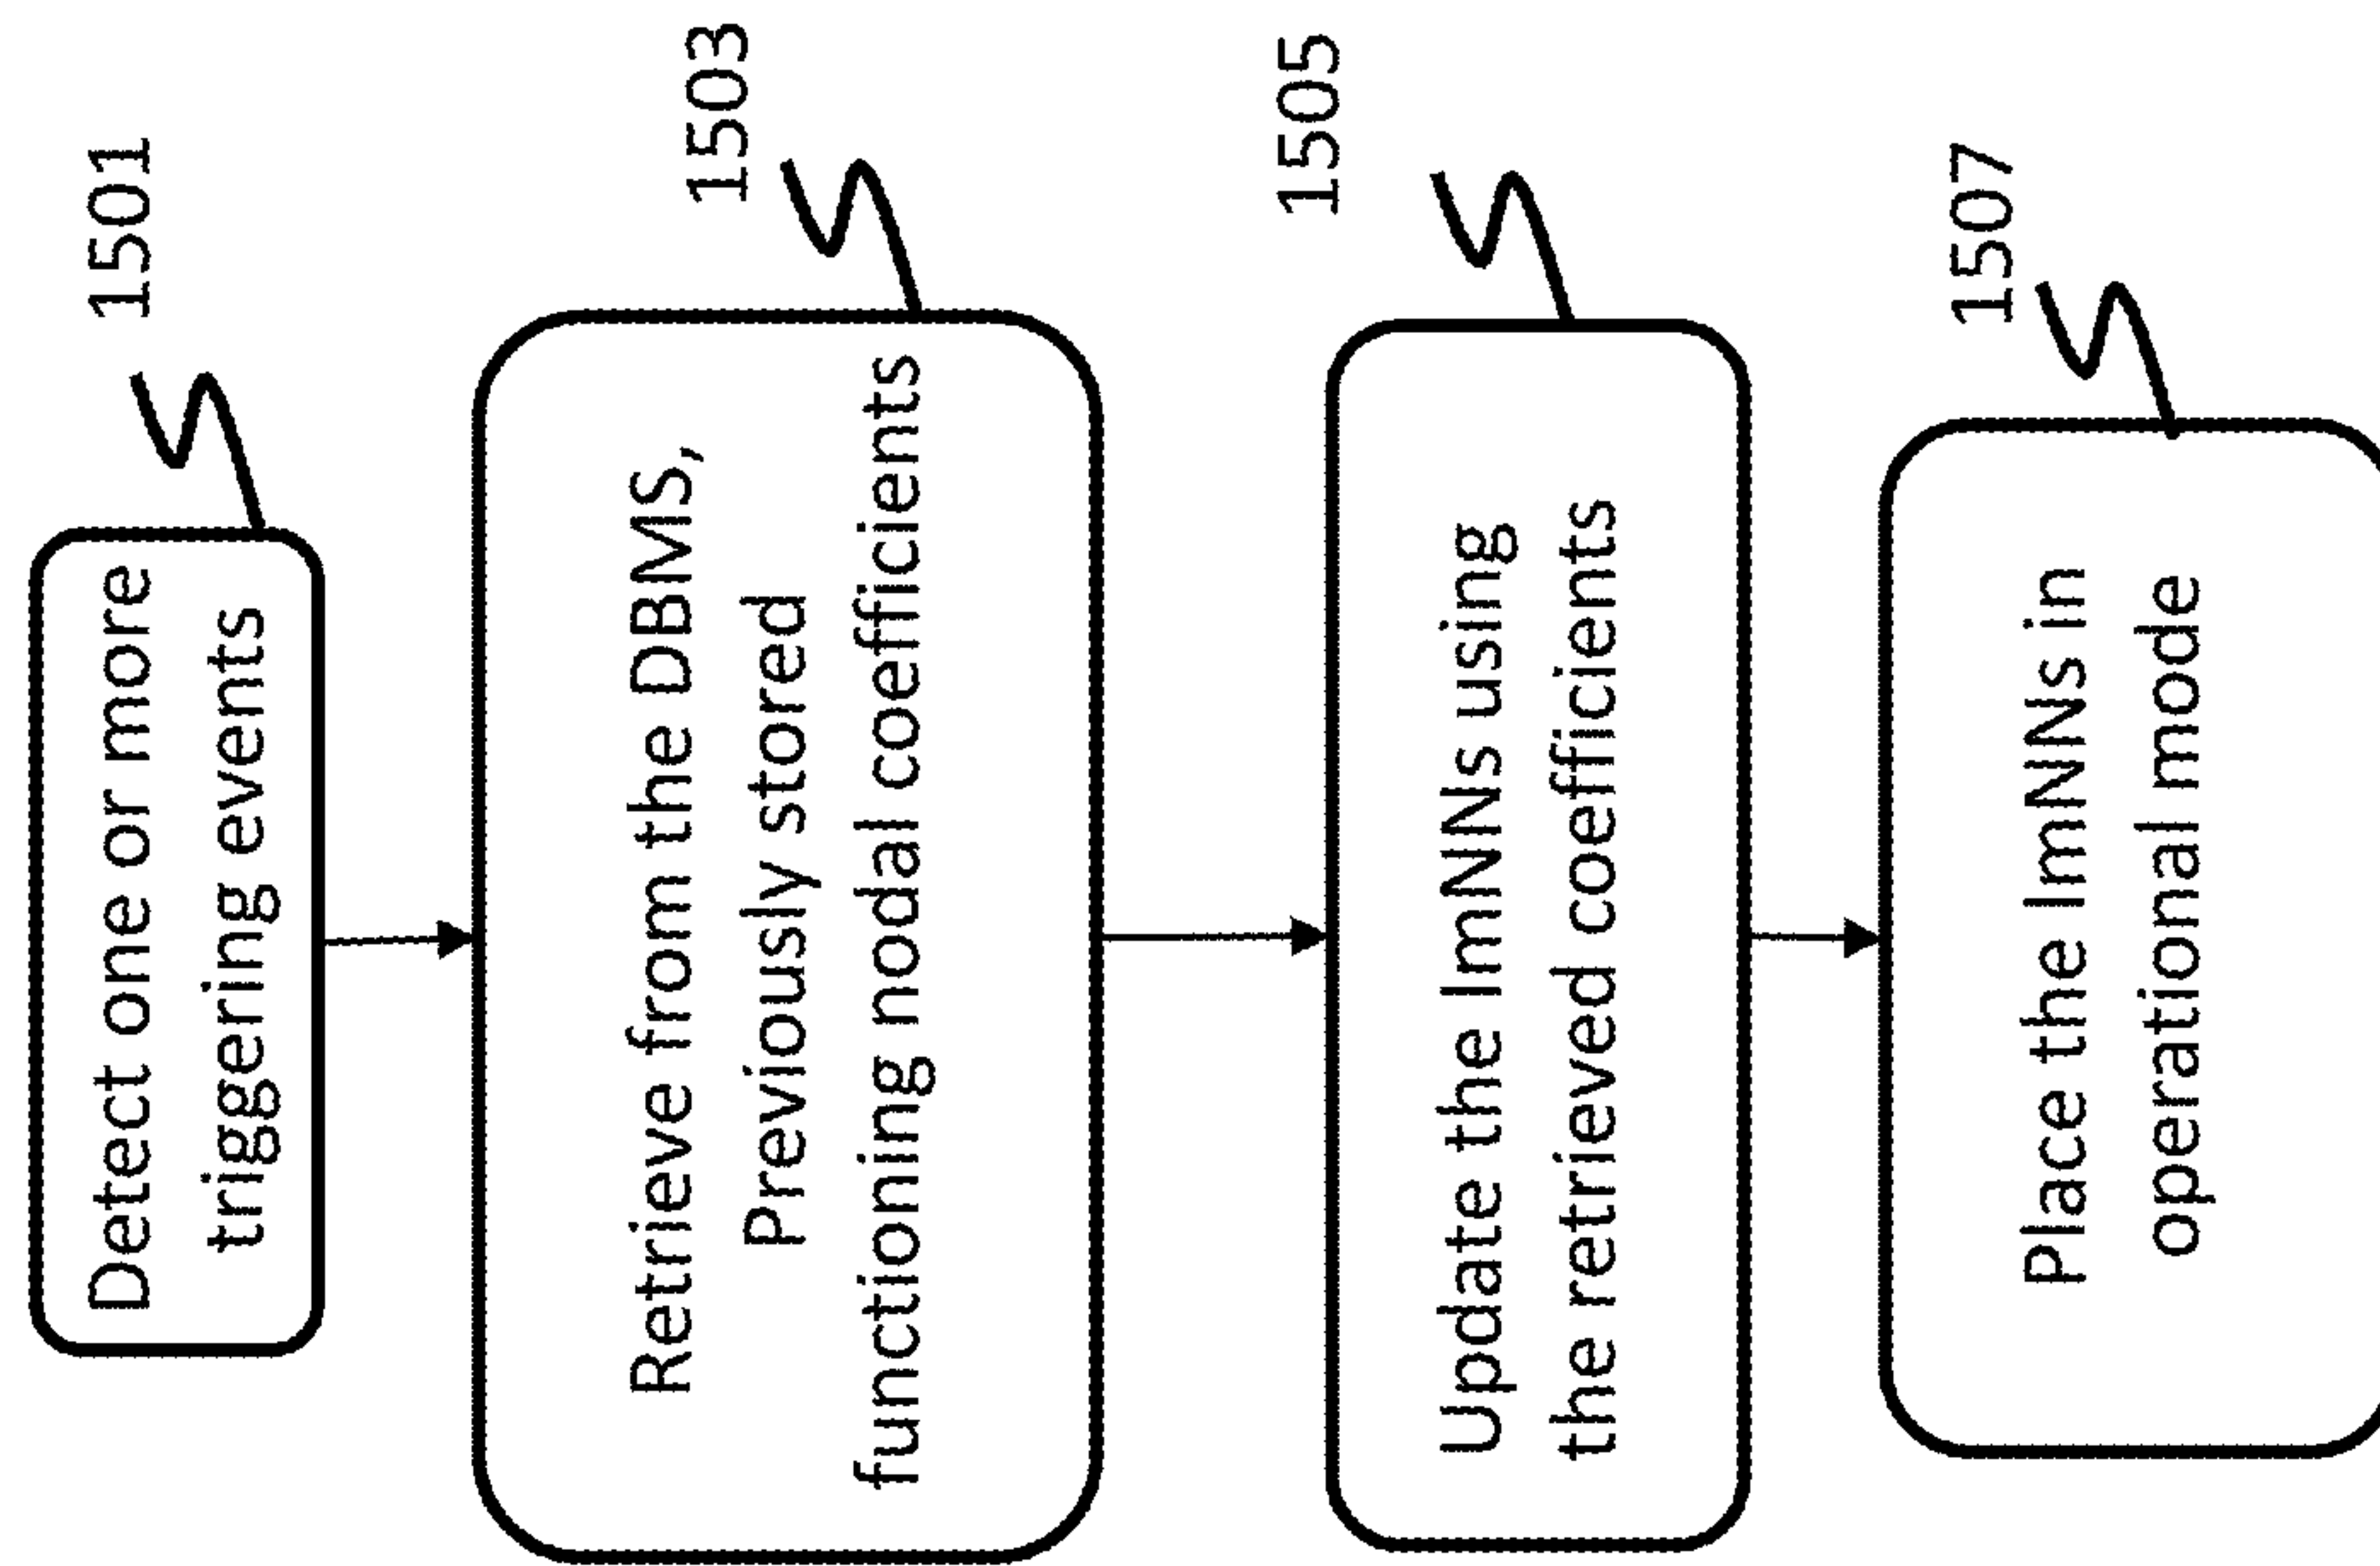 1501
Detect one or more
triggering events
1503
Retrieve from the DBMS,
Previously stored
functioning nodal coefficients
1505
Update the ImNNs using
the retrieved coefficients
1507
Place the ImNNs in
operational mode